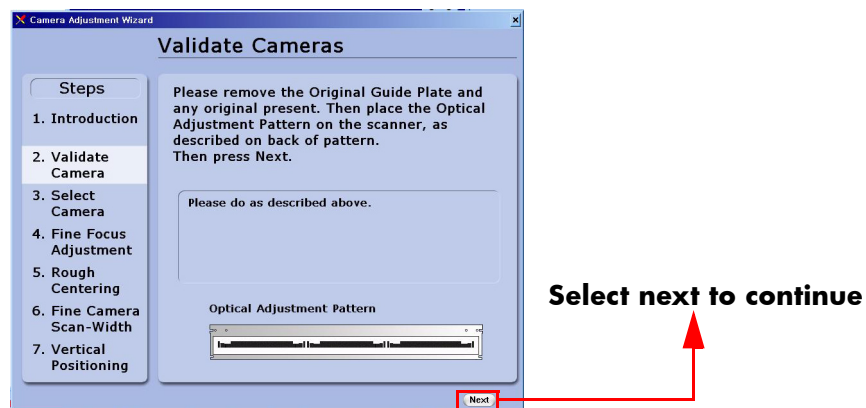 Camera Adjustment Wizard
Validate Cameras
Steps
1. Introduction
2. Validate
Camera
3. Select
Camera
4. Fine Focus
Adjustment
5. Rough
Centering
6. Fine Camera
Scan-Width
7. Vertical
Positioning
Please remove the Original Guide Plate and
any original present. Then place the Optical
Adjustment Pattern on the scanner, as
described on back of pattern.
Then press Next.
Please do as described above.
Optical Adjustment Pattern
Next
Select next to continue